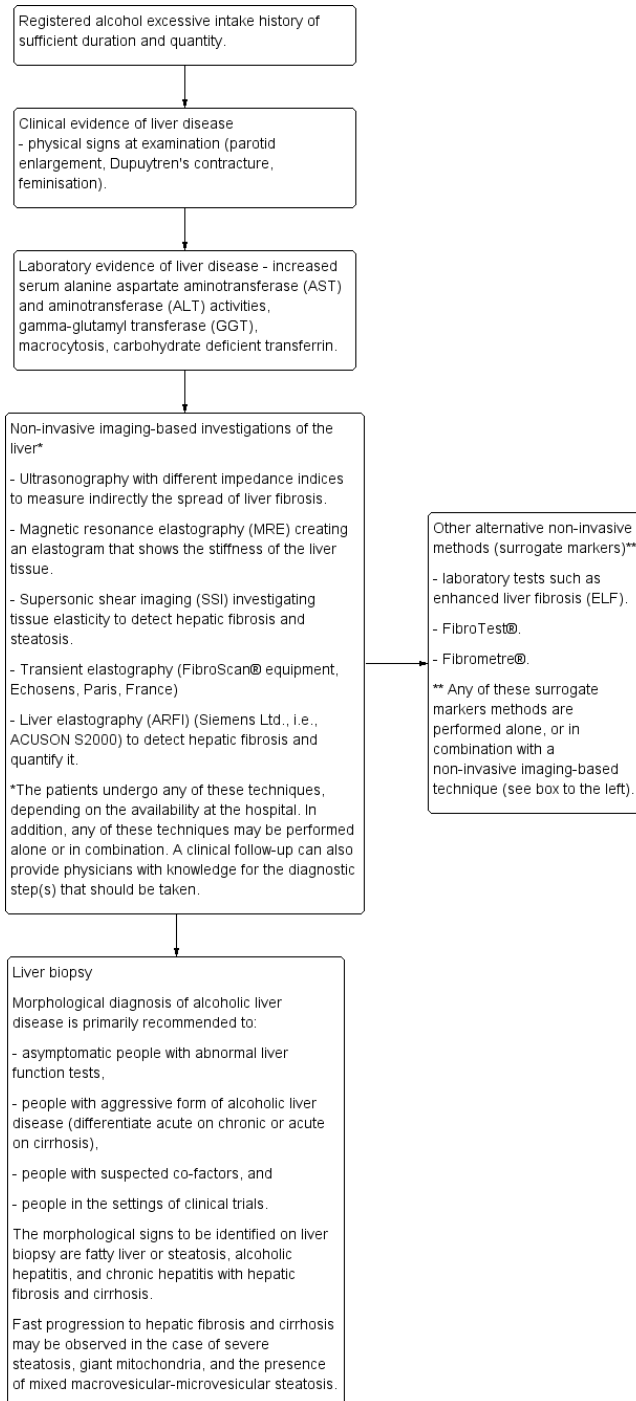 Registered alcohol excessive intake history of
sufficient duration and quantity.
Clinical evidence of liver disease
- physical signs at examination (parotid
enlargement, Dupuytren's contracture,
feminisation).
Laboratory evidence of liver disease - increased
serum alanine aspartate aminotransferase (AST)
and aminotransferase (ALT) activities,
gamma-glutamyl transferase (GGT),
macrocytosis, carbohydrate deficient transferrin.
Non-invasive imaging-based investigations of the
liver*
- Ultrasonography with different impedance indices
to measure indirectly the spread of liver fibrosis.
- Magnetic resonance elastography (MRE) creating
an elastogram that shows the stiffness of the liver
tissue.
- Supersonic shear imaging (SSI) investigating
tissue elasticity to detect hepatic fibrosis and
steatosis.
- Transient elastography (FibroScan® equipment,
Echosens, Paris, France)
- Liver elastography (ARFI) (Siemens Ltd., i.e.,
ACUSON S2000) to detect hepatic fibrosis and
quantify it.
*The patients undergo any of these techniques,
depending on the availability at the hospital. In
addition, any of these techniques may be performed
alone or in combination. A clinical follow-up can also
provide physicians with knowledge for the diagnostic
step(s) that should be taken.
Other alternative non-invasive
methods (surrogate markers)**
- laboratory tests such as
enhanced liver fibrosis (ELF).
- FibroTest®.
- Fibrometre®.
** Any of these surrogate
markers methods are
performed alone, or in
combination with a
non-invasive imaging-based
technique (see box to the left).
Liver biopsy
Morphological diagnosis of alcoholic liver
disease is primarily recommended to:
- asymptomatic people with abnormal liver
function tests,
- people with aggressive form of alcoholic liver
disease (differentiate acute on chronic or acute
on cirrhosis),
- people with suspected co-factors, and
- people in the settings of clinical trials.
The morphological signs to be identified on liver
biopsy are fatty liver or steatosis, alcoholic
hepatitis, and chronic hepatitis with hepatic
fibrosis and cirrhosis.
Fast progression to hepatic fibrosis and cirrhosis
may be observed in the case of severe
steatosis, giant mitochondria, and the presence
of mixed macrovesicular-microvesicular steatosis.